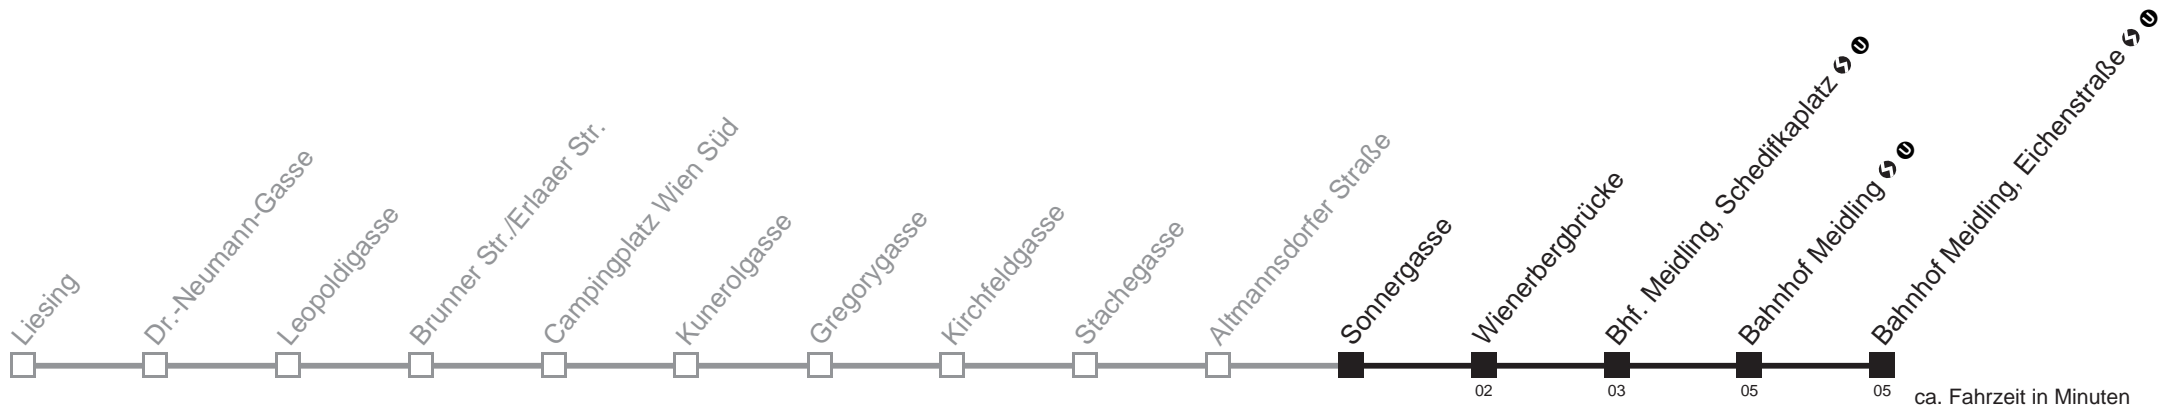 Liesing
Dr.-Neumann-Gasse
Leopoldigasse
Brunner Str./Erlaaer Str.
Campingplatz Wien Süd
Kunerolgasse
Gregorygasse
Kirchfeldgasse
Stachegasse
Altmannsdorfer Straße
Sonnergasse
Wienerbergbrücke
Bhf. Meidling, Schedifkaplatz S U
Bahnhof Meidling S U
Bahnhof Meidling, Eichenstraße S U
02 03 05 05 ca. Fahrzeit in Minuten